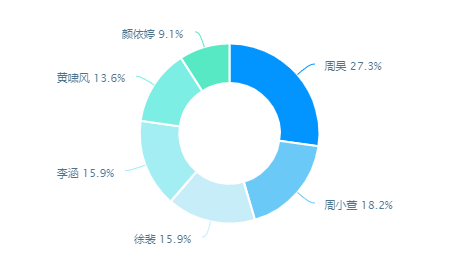 颜依婷 9.1%
周昊 27.3%
黄啸风 13.6%
李涵 15.9%
周小萱 18.2%
徐裴 15.9%